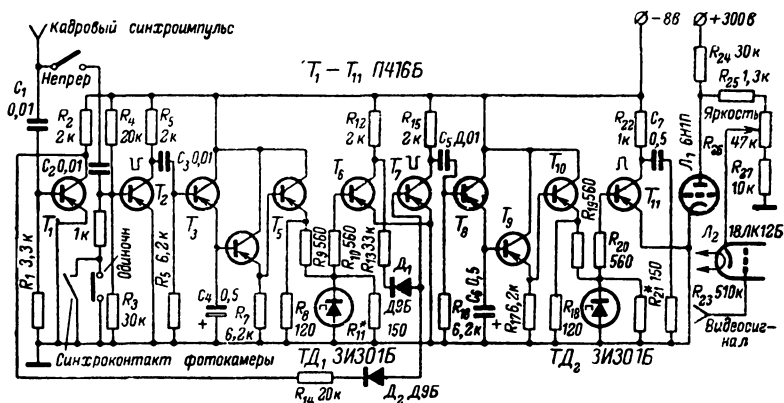 Кадровый синхроимпульс
Непрер
C₁
0,01
R₂
2к
R₄
20к
R₅
2к
C₂ 0,01
C₃ 0,01
T₁ – T₁₁ П416Б
T₁
T₂
T₃
T₅
T₆
T₇
T₈
T₉
T₁₀
T₁₁
R₁ 3,3к
1к
Одиночн
R₃
30к
R₅ 6,2к
C₄ 0,5
+
R₇
6,2к
R₈
120
R₉ 560
R₁₀ 560
R₁₂
2к
R₁₃ 33к
R₁₁*
150
Д₁
Д9Б
R₁₅
2к
C₅ 0,01
R₁₆
6,2к
C₆ 0,5
+
R₁₇ 6,2к
R₁₈
120
R₁₉ 560
R₂₀
560
R₂₁* 150
R₂₂
1к
C₇
0,5
–8в
+300в
R₂₄ 30к
R₂₅ 1,3к
Яркость
R₂₆
47к
R₂₇
10к
Л₁ 6Н1П
Л₂
18ЛК12Б
510к
R₂₃
Видеосигнал
Синхроконтакт фотокамеры
ТД₁ 3И301Б
ТД₂ 3И301Б
R₁₄ 20к
Д₂ Д9Б